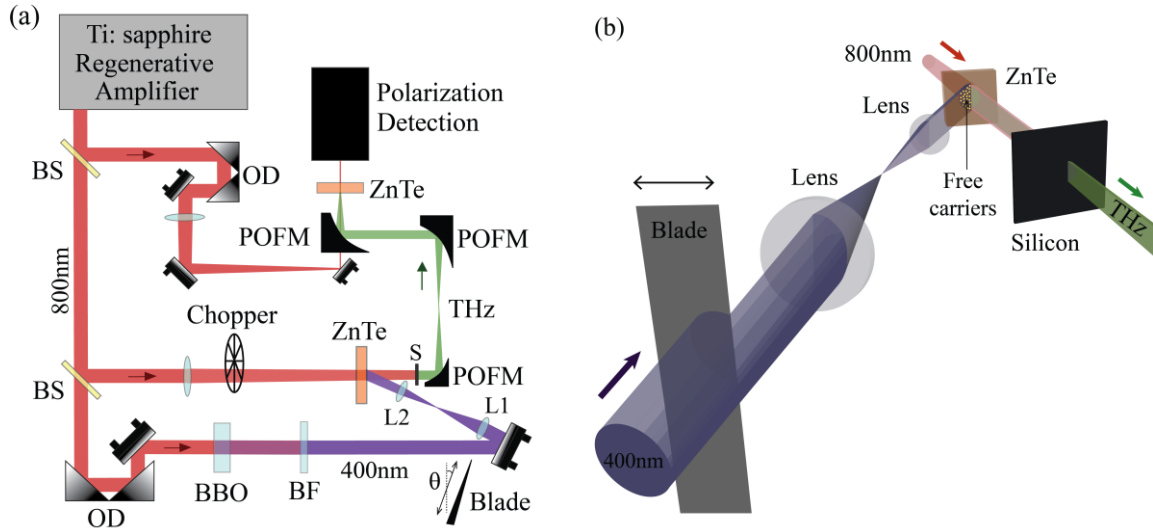 (a)
Ti: sapphire
Regenerative
Amplifier
Polarization
Detection
BS
OD
ZnTe
POFM
POFM
800nm
THz
Chopper
ZnTe
S
BS
POFM
L2
L1
400nm
θ
Blade
BBO
BF
OD
(b)
800nm
ZnTe
Lens
Lens
Free
carriers
Blade
Silicon
THz
400nm